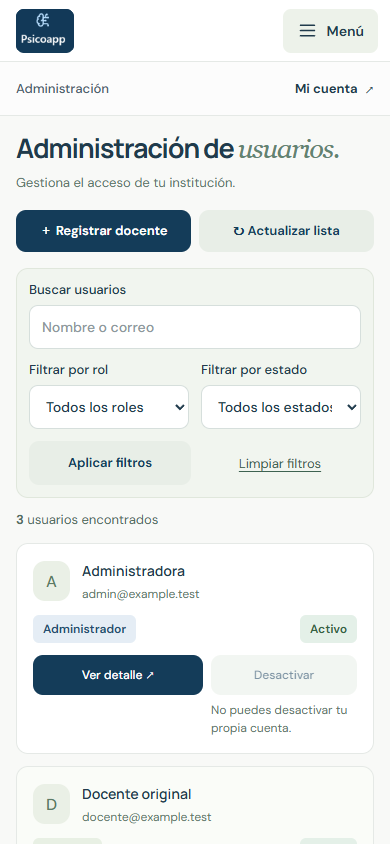 Psicoapp
Menú
Administración
Mi cuenta ↗
Administración de usuarios.
Gestiona el acceso de tu institución.
+ Registrar docente
↻ Actualizar lista
Buscar usuarios
Nombre o correo
Filtrar por rol
Filtrar por estado
Todos los roles
Todos los estados
Aplicar filtros
Limpiar filtros
3 usuarios encontrados
A
Administradora
admin@example.test
Administrador
Activo
Ver detalle ↗
Desactivar
No puedes desactivar tu
propia cuenta.
D
Docente original
docente@example.test